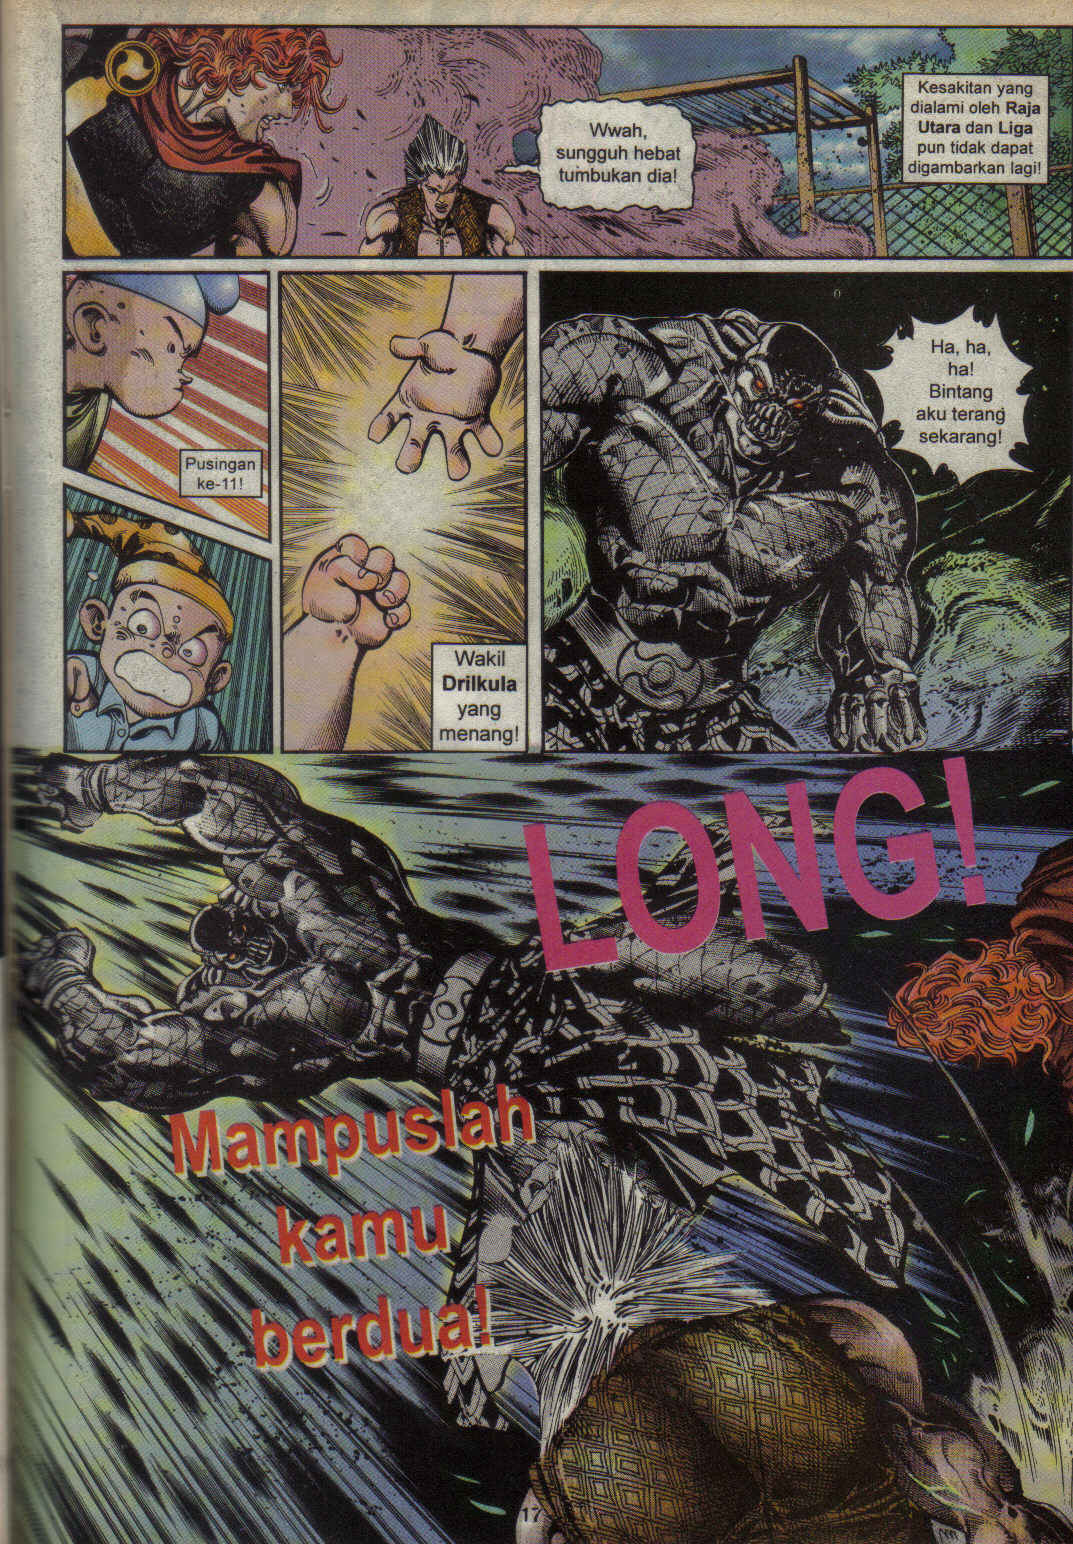 Wwah,
sungguh hebat
tumbukan dia!
Kesakitan yang
dialami oleh Raja
Utara dan Liga
pun tidak dapat
digambarkan lagi!
Pusingan
ke-11!
Wakil
Drilkula
yang
menang!
Ha, ha,
ha!
Bintang
aku terang
sekarang!
LONG!
Mampuslah
kamu
berdua!
17